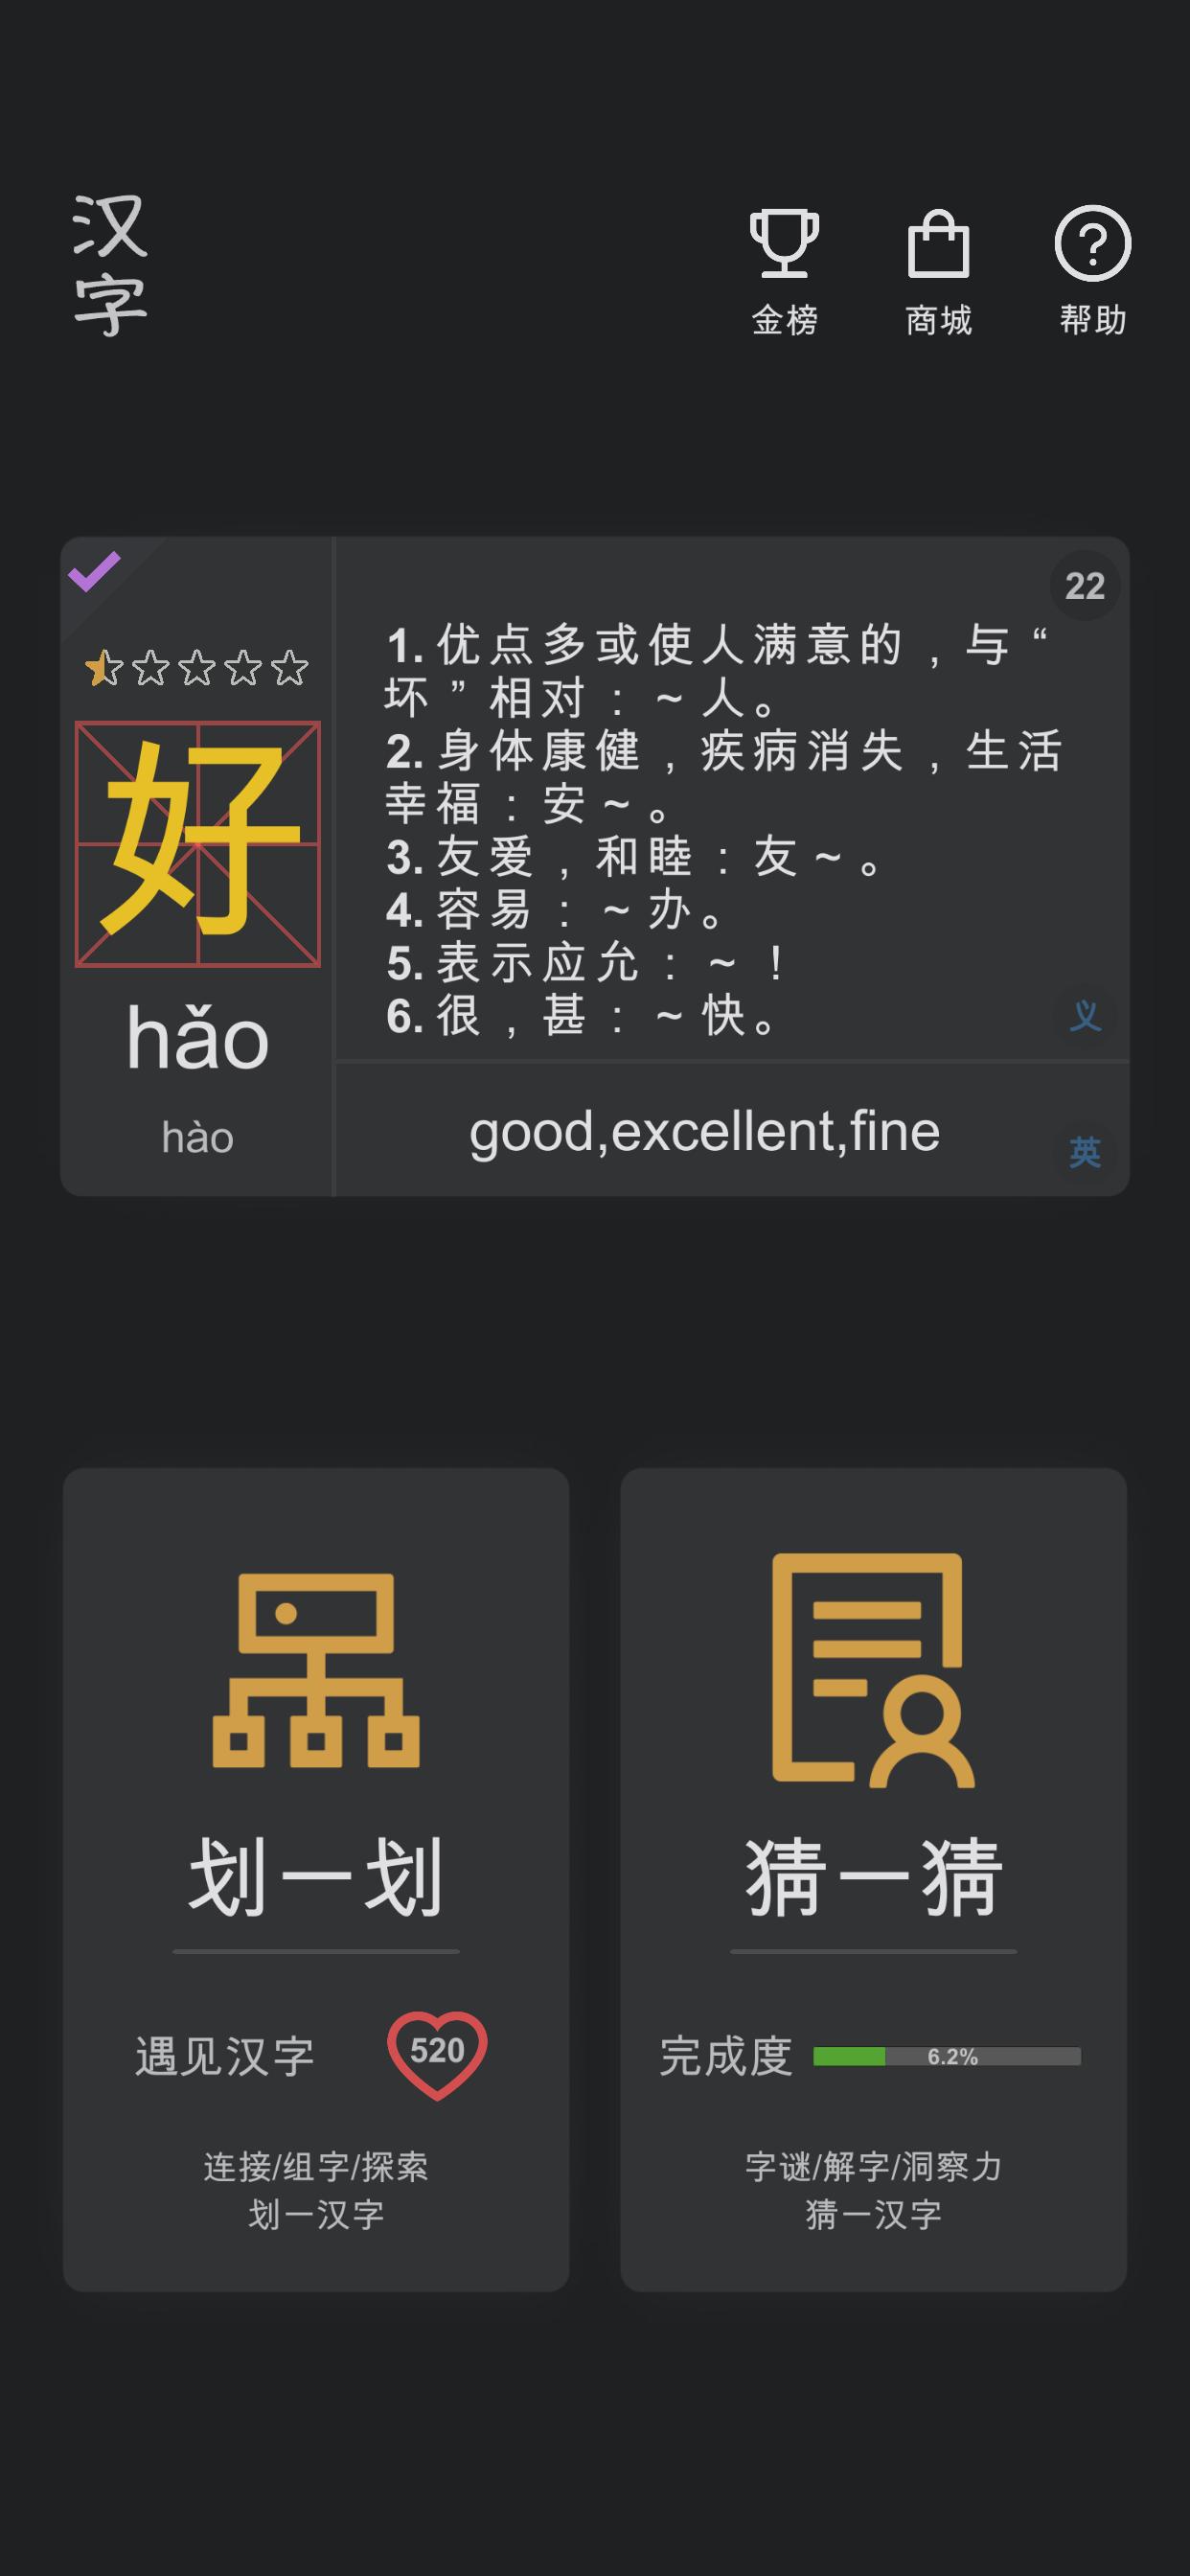 汉
字
金榜
商城
帮助
22
好
hǎo
hào
1.优点多或使人满意的，与“
坏”相对：~人。
2.身体康健，疾病消失，生活
幸福：安~。
3.友爱，和睦：友~。
4.容易：~办。
5.表示应允：~！
6.很，甚：~快。
义
good,excellent,fine
英
划一划
遇见汉字
520
连接/组字/探索
划一汉字
猜一猜
完成度
6.2%
字谜/解字/洞察力
猜一汉字